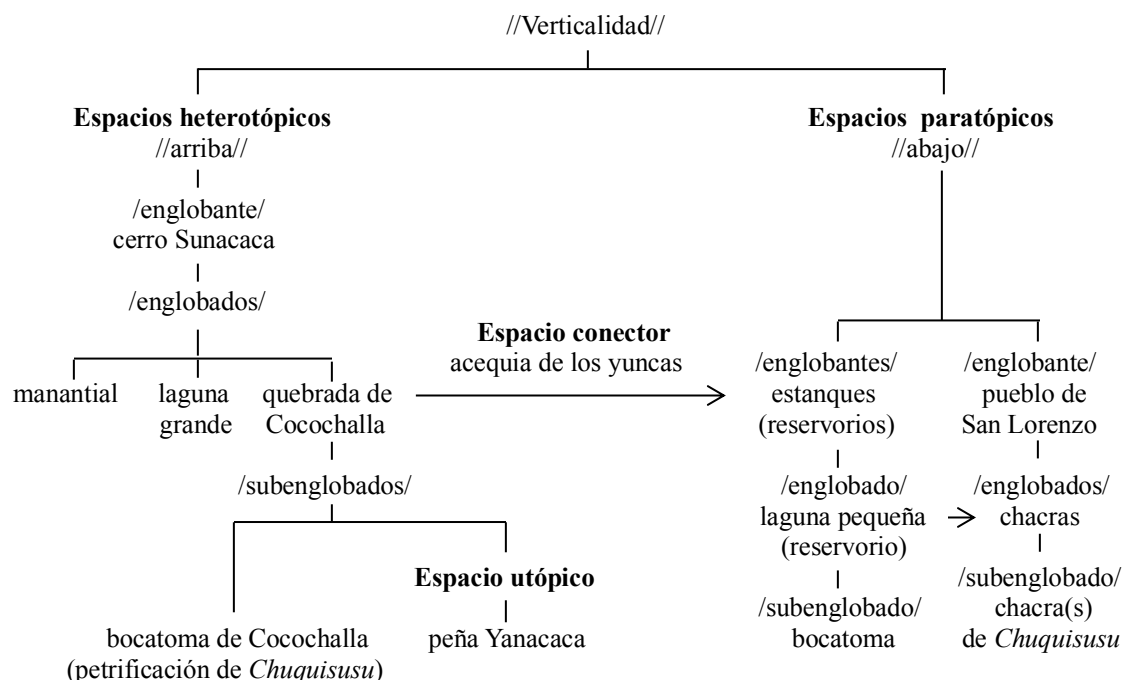 //Verticalidad//
Espacios heterotópicos
//arriba//
/englobante/
cerro Sunacaca
/englobados/
manantial
laguna
grande
quebrada de
Cocochalla
/subenglobados/
bocatoma de Cocochalla
(petrificación de Chuquisusu)
Espacio utópico
peña Yanacaca
Espacio conector
acequia de los yuncas
Espacios paratópicos
//abajo//
/englobantes/
estanques
(reservorios)
/englobado/
laguna pequeña
(reservorio)
/subenglobado/
bocatoma
/englobante/
pueblo de
San Lorenzo
/englobados/
chacras
/subenglobado/
chacra(s)
de Chuquisusu